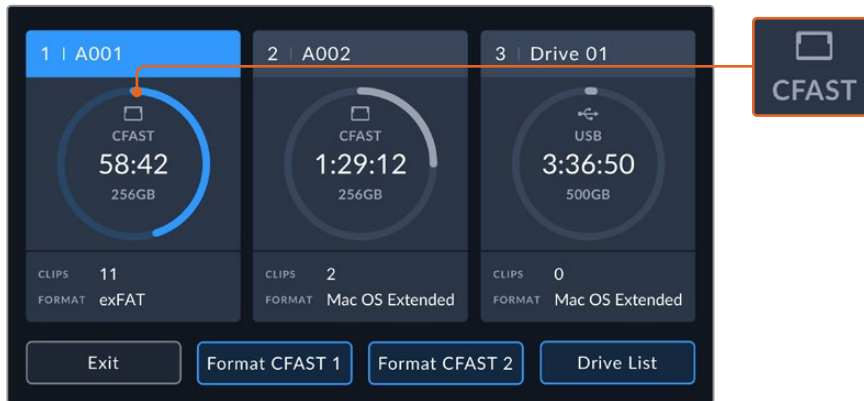 1 | A001
CFAST
58:42
256GB
CLIPS 11
FORMAT exFAT
2 | A002
CFAST
1:29:12
256GB
CLIPS 2
FORMAT Mac OS Extended
3 | Drive 01
USB
3:36:50
500GB
CLIPS 0
FORMAT Mac OS Extended
Exit
Format CFAST 1
Format CFAST 2
Drive List
CFAST